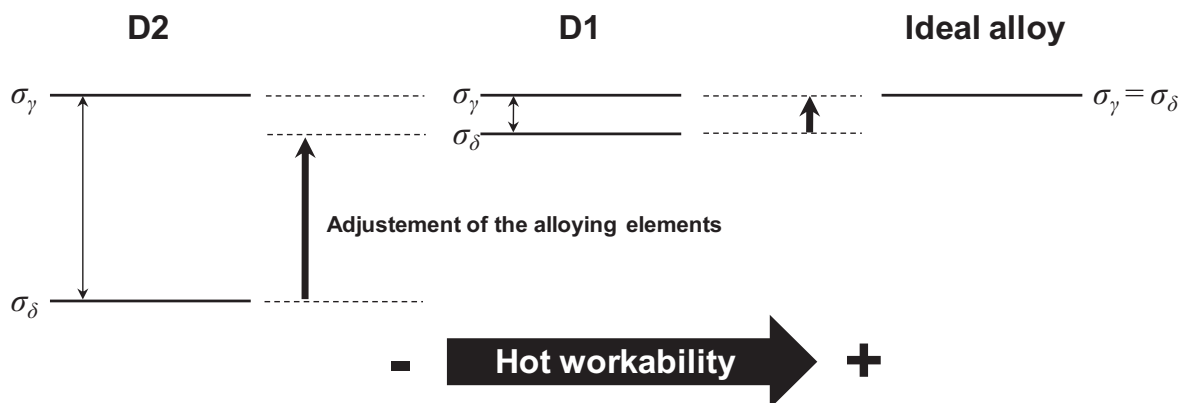 D2 D1 Ideal alloy
σγ σγ σγ = σδ
σδ
Adjustement of the alloying elements
σδ
- Hot workability +